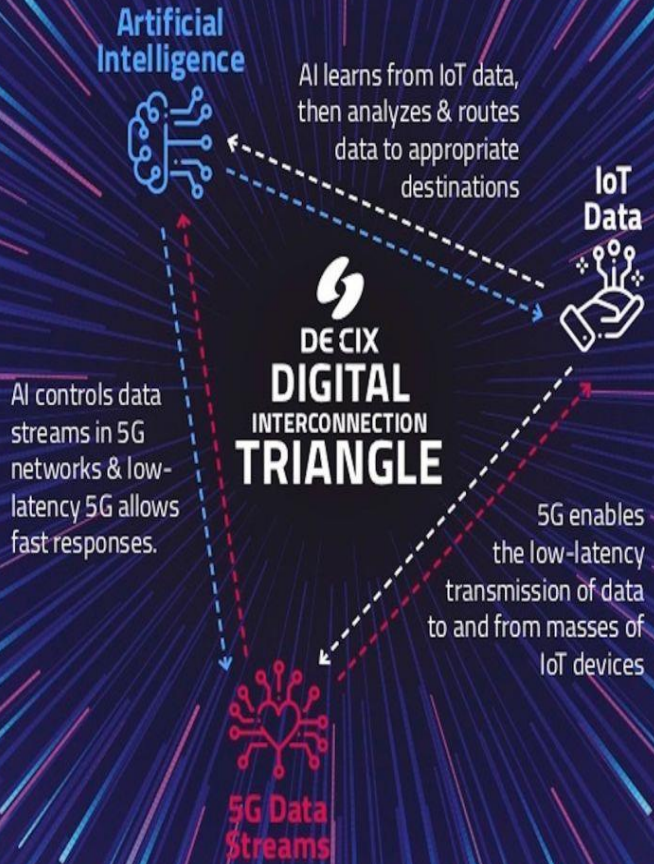 Artificial
Intelligence
AI learns from IoT data,
then analyzes & routes
data to appropriate
destinations
IoT
Data
DE CIX
DIGITAL
INTERCONNECTION
TRIANGLE
AI controls data
streams in 5G
networks & low-
latency 5G allows
fast responses.
5G enables
the low-latency
transmission of data
to and from masses of
IoT devices
5G Data
Streams